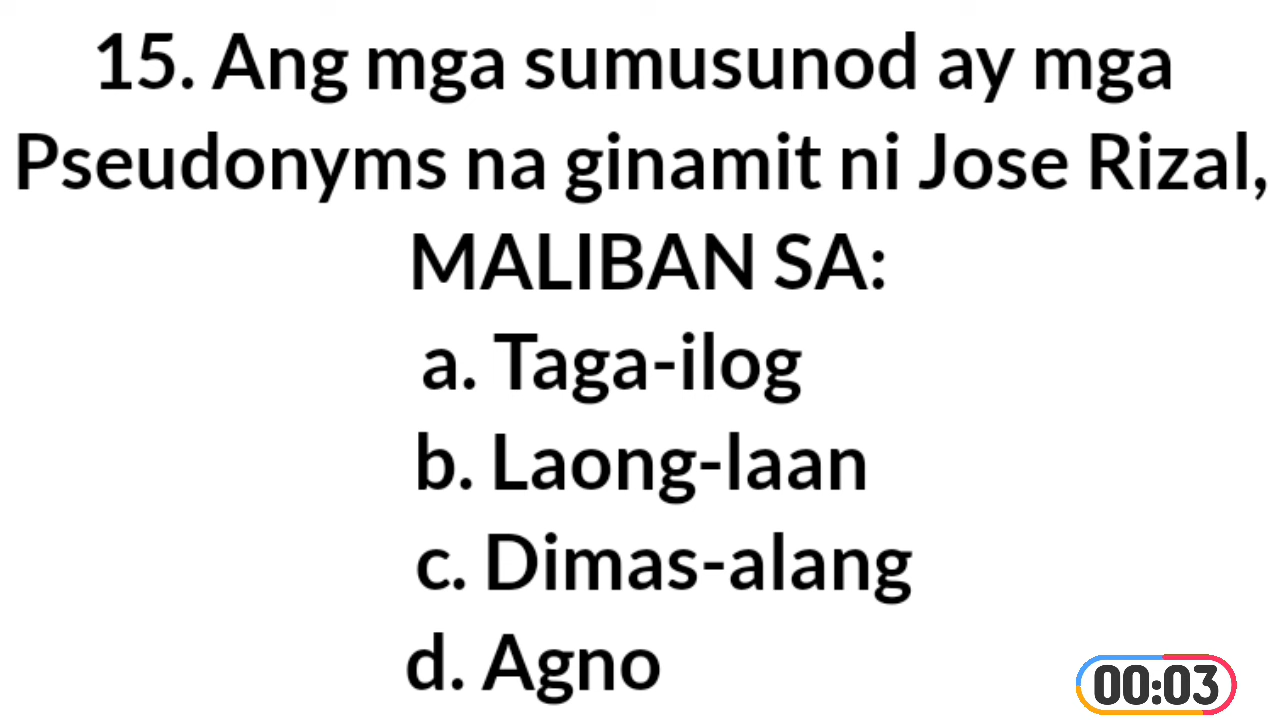 15. Ang mga sumusunod ay mga
Pseudonyms na ginamit ni Jose Rizal,
MALIBAN SA:
a. Taga-ilog
b. Laong-laan
c. Dimas-alang
d. Agno
00:03